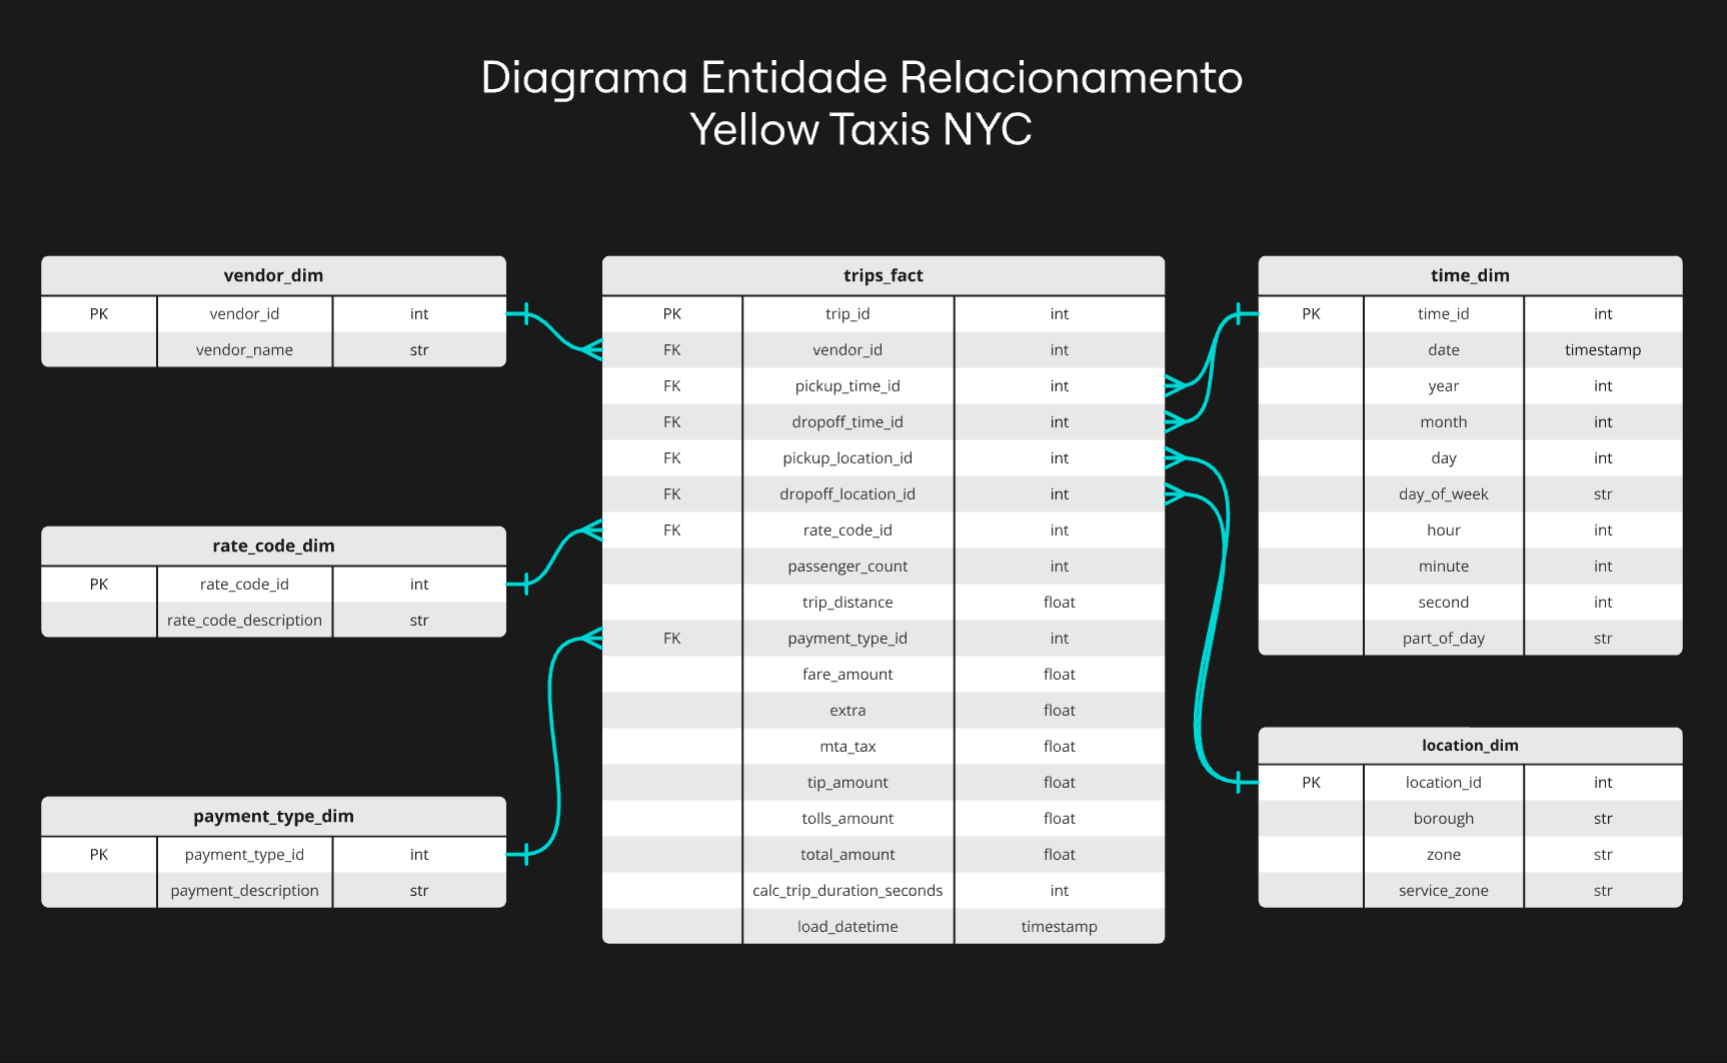 Diagrama Entidade Relacionamento
Yellow Taxis NYC
vendor_dim
PK vendor_id int
vendor_name str
rate_code_dim
PK rate_code_id int
rate_code_description str
payment_type_dim
PK payment_type_id int
payment_description str
trips_fact
PK trip_id int
FK vendor_id int
FK pickup_time_id int
FK dropoff_time_id int
FK pickup_location_id int
FK dropoff_location_id int
FK rate_code_id int
passenger_count int
trip_distance float
FK payment_type_id int
fare_amount float
extra float
mta_tax float
tip_amount float
tolls_amount float
total_amount float
calc_trip_duration_seconds int
load_datetime timestamp
time_dim
PK time_id int
date timestamp
year int
month int
day int
day_of_week str
hour int
minute int
second int
part_of_day str
location_dim
PK location_id int
borough str
zone str
service_zone str